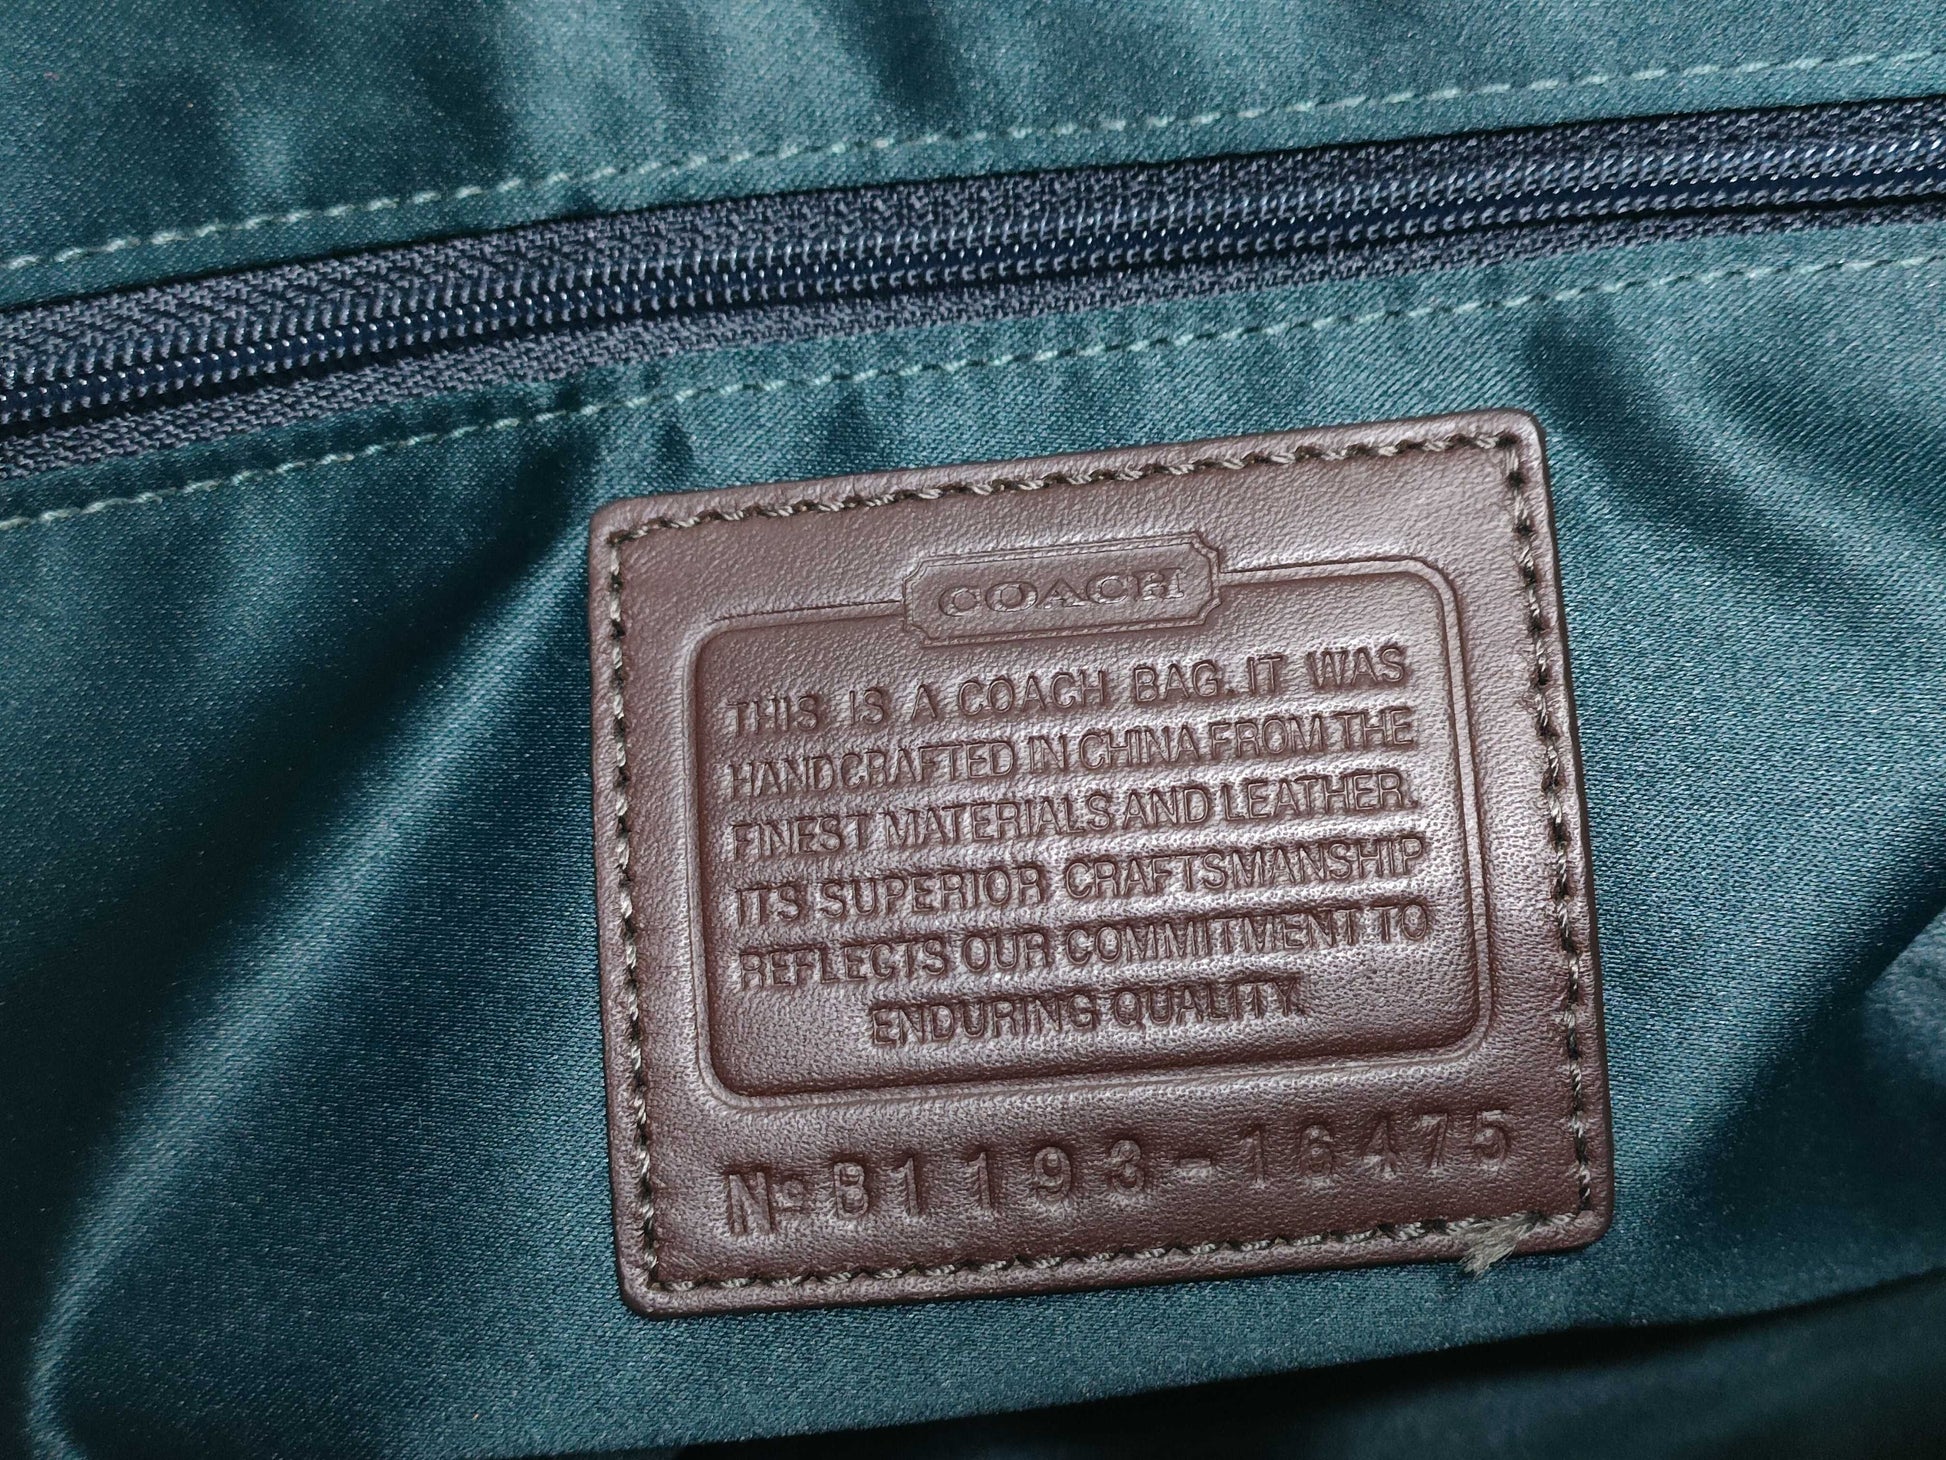 COACH
THIS IS A COACH BAG. IT WAS
HANDCRAFTED IN CHINA FROM THE
FINEST MATERIALS AND LEATHER.
ITS SUPERIOR CRAFTSMANSHIP
REFLECTS OUR COMMITMENT TO
ENDURING QUALITY.
No B1193-16475